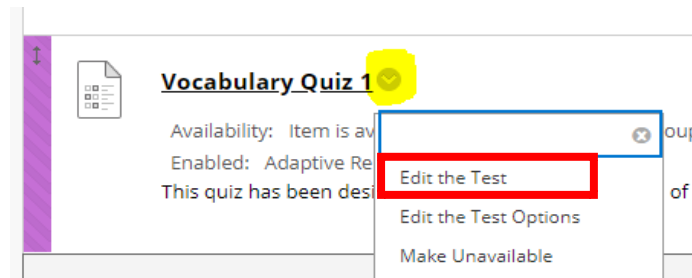 Vocabulary Quiz 1
Availability: Item is av
Enabled: Adaptive Re
This quiz has been desi of
Edit the Test
Edit the Test Options
Make Unavailable